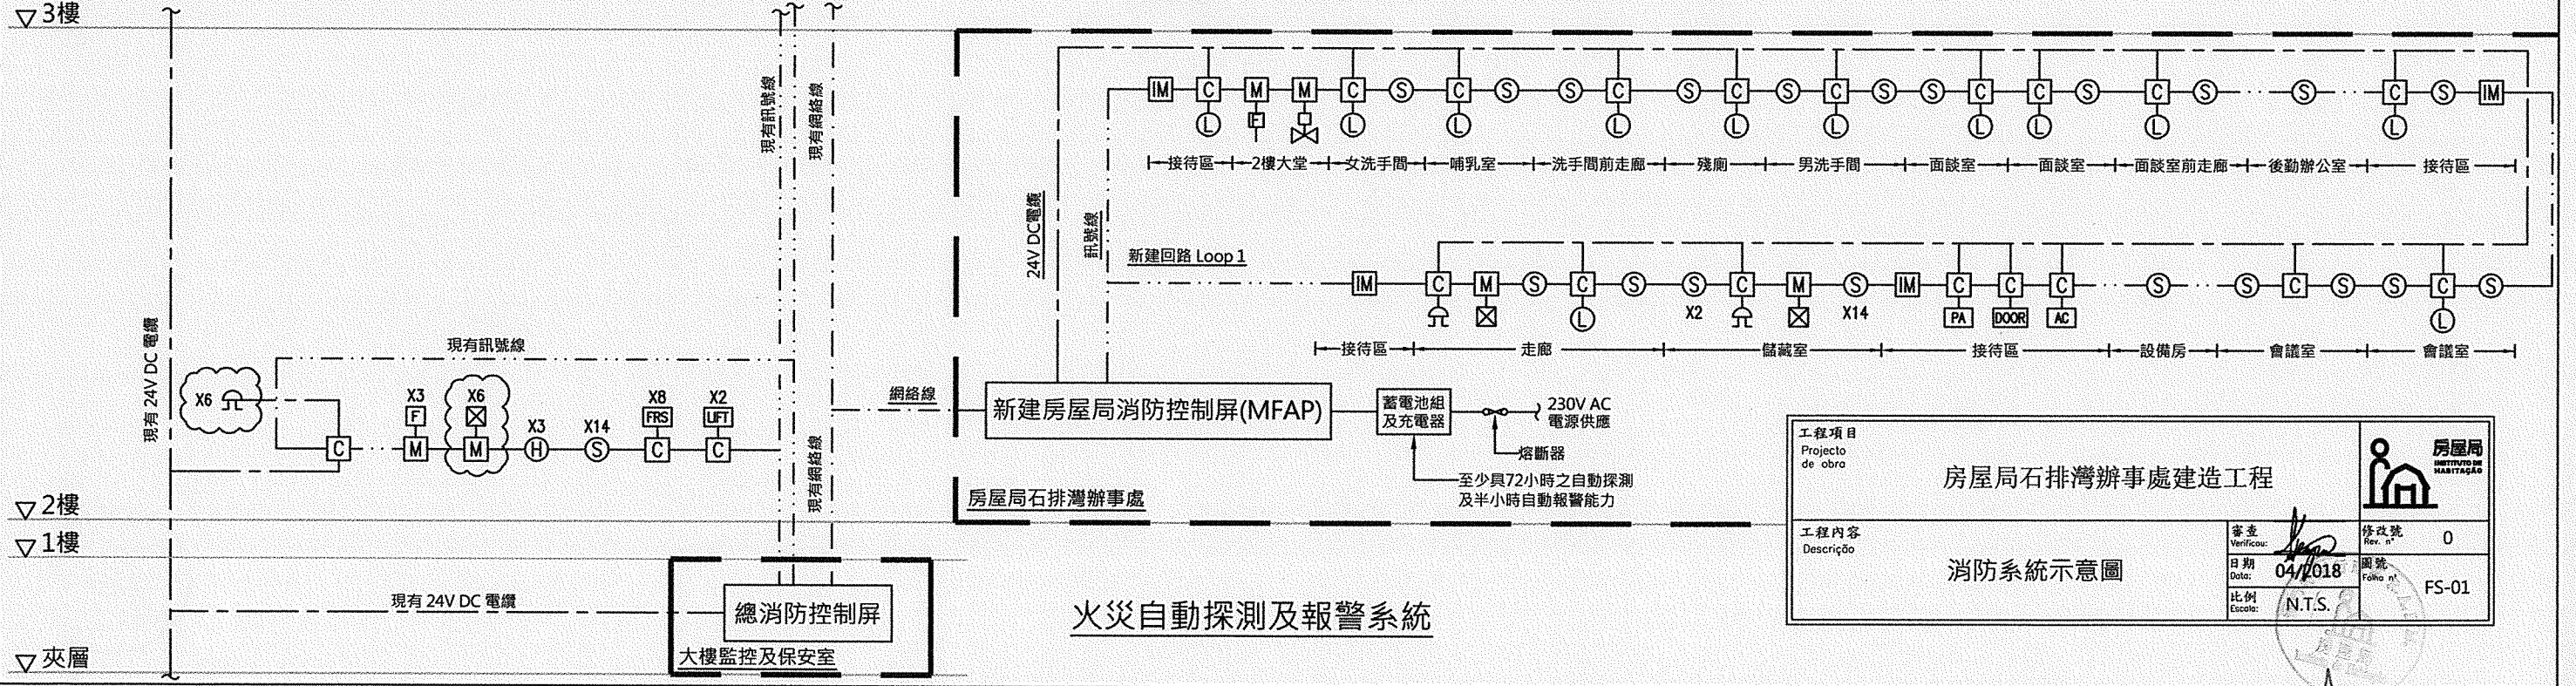 3樓
現有訊號線
現有網絡線
IM C M M C S C S S C S C S C S S C C S C S S C S IM
F
L L L L L L L L L L
接待區 2樓大堂 女洗手間 哺乳室 洗手間前走廊 殘廁 男洗手間 面談室 面談室 面談室前走廊 後勤辦公室 接待區
24V DC電纜
訊號線
新建回路 Loop 1
IM C M S C S S C M S IM C C C S S C S S C S
L X2 X14 PA DOOR AC L
接待區 走廊 儲藏室 接待區 設備房 會議室 會議室
現有 24V DC 電纜
現有訊號線
X6
X3 X6 X3 X14 X8 X2
F FRS LIFT
C M M H S C C
現有網絡線
網絡線
新建房屋局消防控制屏(MFAP)
蓄電池組
及充電器
230V AC
電源供應
熔斷器
至少具72小時之自動探測
及半小時自動報警能力
房屋局石排灣辦事處
2樓
1樓
現有 24V DC 電纜
總消防控制屏
大樓監控及保安室
夾層
火災自動探測及報警系統
工程項目
Projecto
de obra
房屋局石排灣辦事處建造工程
房屋局
INSTITUTO DE
HABITAÇÃO
工程內容
Descrição
消防系統示意圖
審查
Verificou:
修改號
Rev. n°
0
日期
Data:
04/2018
圖號
Folha n°
FS-01
比例
Escala:
N.T.S.